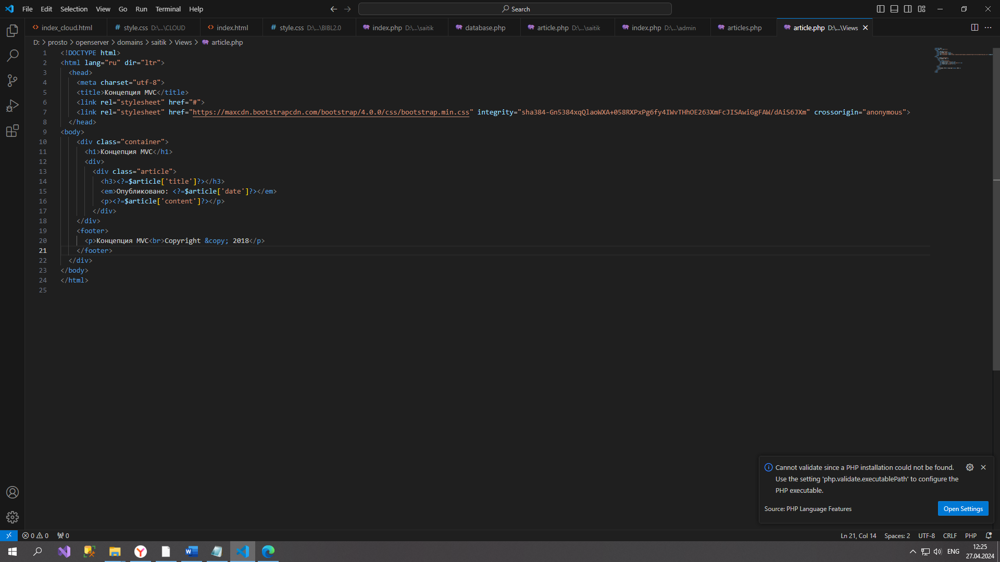 File Edit Selection View Go Run Terminal Help Search
index_cloud.html style.css D:\...\CLOUD index.html style.css D:\...\BIBL2.0 index.php D:\...\saitik database.php article.php D:\...\saitik index.php D:\...\admin articles.php article.php D:\...\Views
D: > prosto > openserver > domains > saitik > Views > article.php
1 <!DOCTYPE html>
2 <html lang="ru" dir="ltr">
3 <head>
4 <meta charset="utf-8">
5 <title>Концепция MVC</title>
6 <link rel="stylesheet" href="#">
7 <link rel="stylesheet" href="https://maxcdn.bootstrapcdn.com/bootstrap/4.0.0/css/bootstrap.min.css" integrity="sha384-Gn5384xqQlaoWXA+058RXPxPg6fy4IWvTHhOE263XmFcJISAwiGgFAW/dAiS6JXm" crossorigin="anonymous">
8 </head>
9 <body>
10 <div class="container">
11 <h1>Концепция MVC</h1>
12 <div>
13 <div class="article">
14 <h3><?=$article['title']?></h3>
15 <em>Опубликовано: <?=$article['date']?></em>
16 <p><?=$article['content']?></p>
17 </div>
18 </div>
19 <footer>
20 <p>Концепция MVC<br>Copyright &copy; 2018</p>
21 </footer>
22 </div>
23 </body>
24 </html>
25
Cannot validate since a PHP installation could not be found.
Use the setting 'php.validate.executablePath' to configure the
PHP executable.
Source: PHP Language Features Open Settings
0 0 0 Ln 21, Col 14 Spaces: 2 UTF-8 CRLF PHP
ENG 12:25
27.04.2024